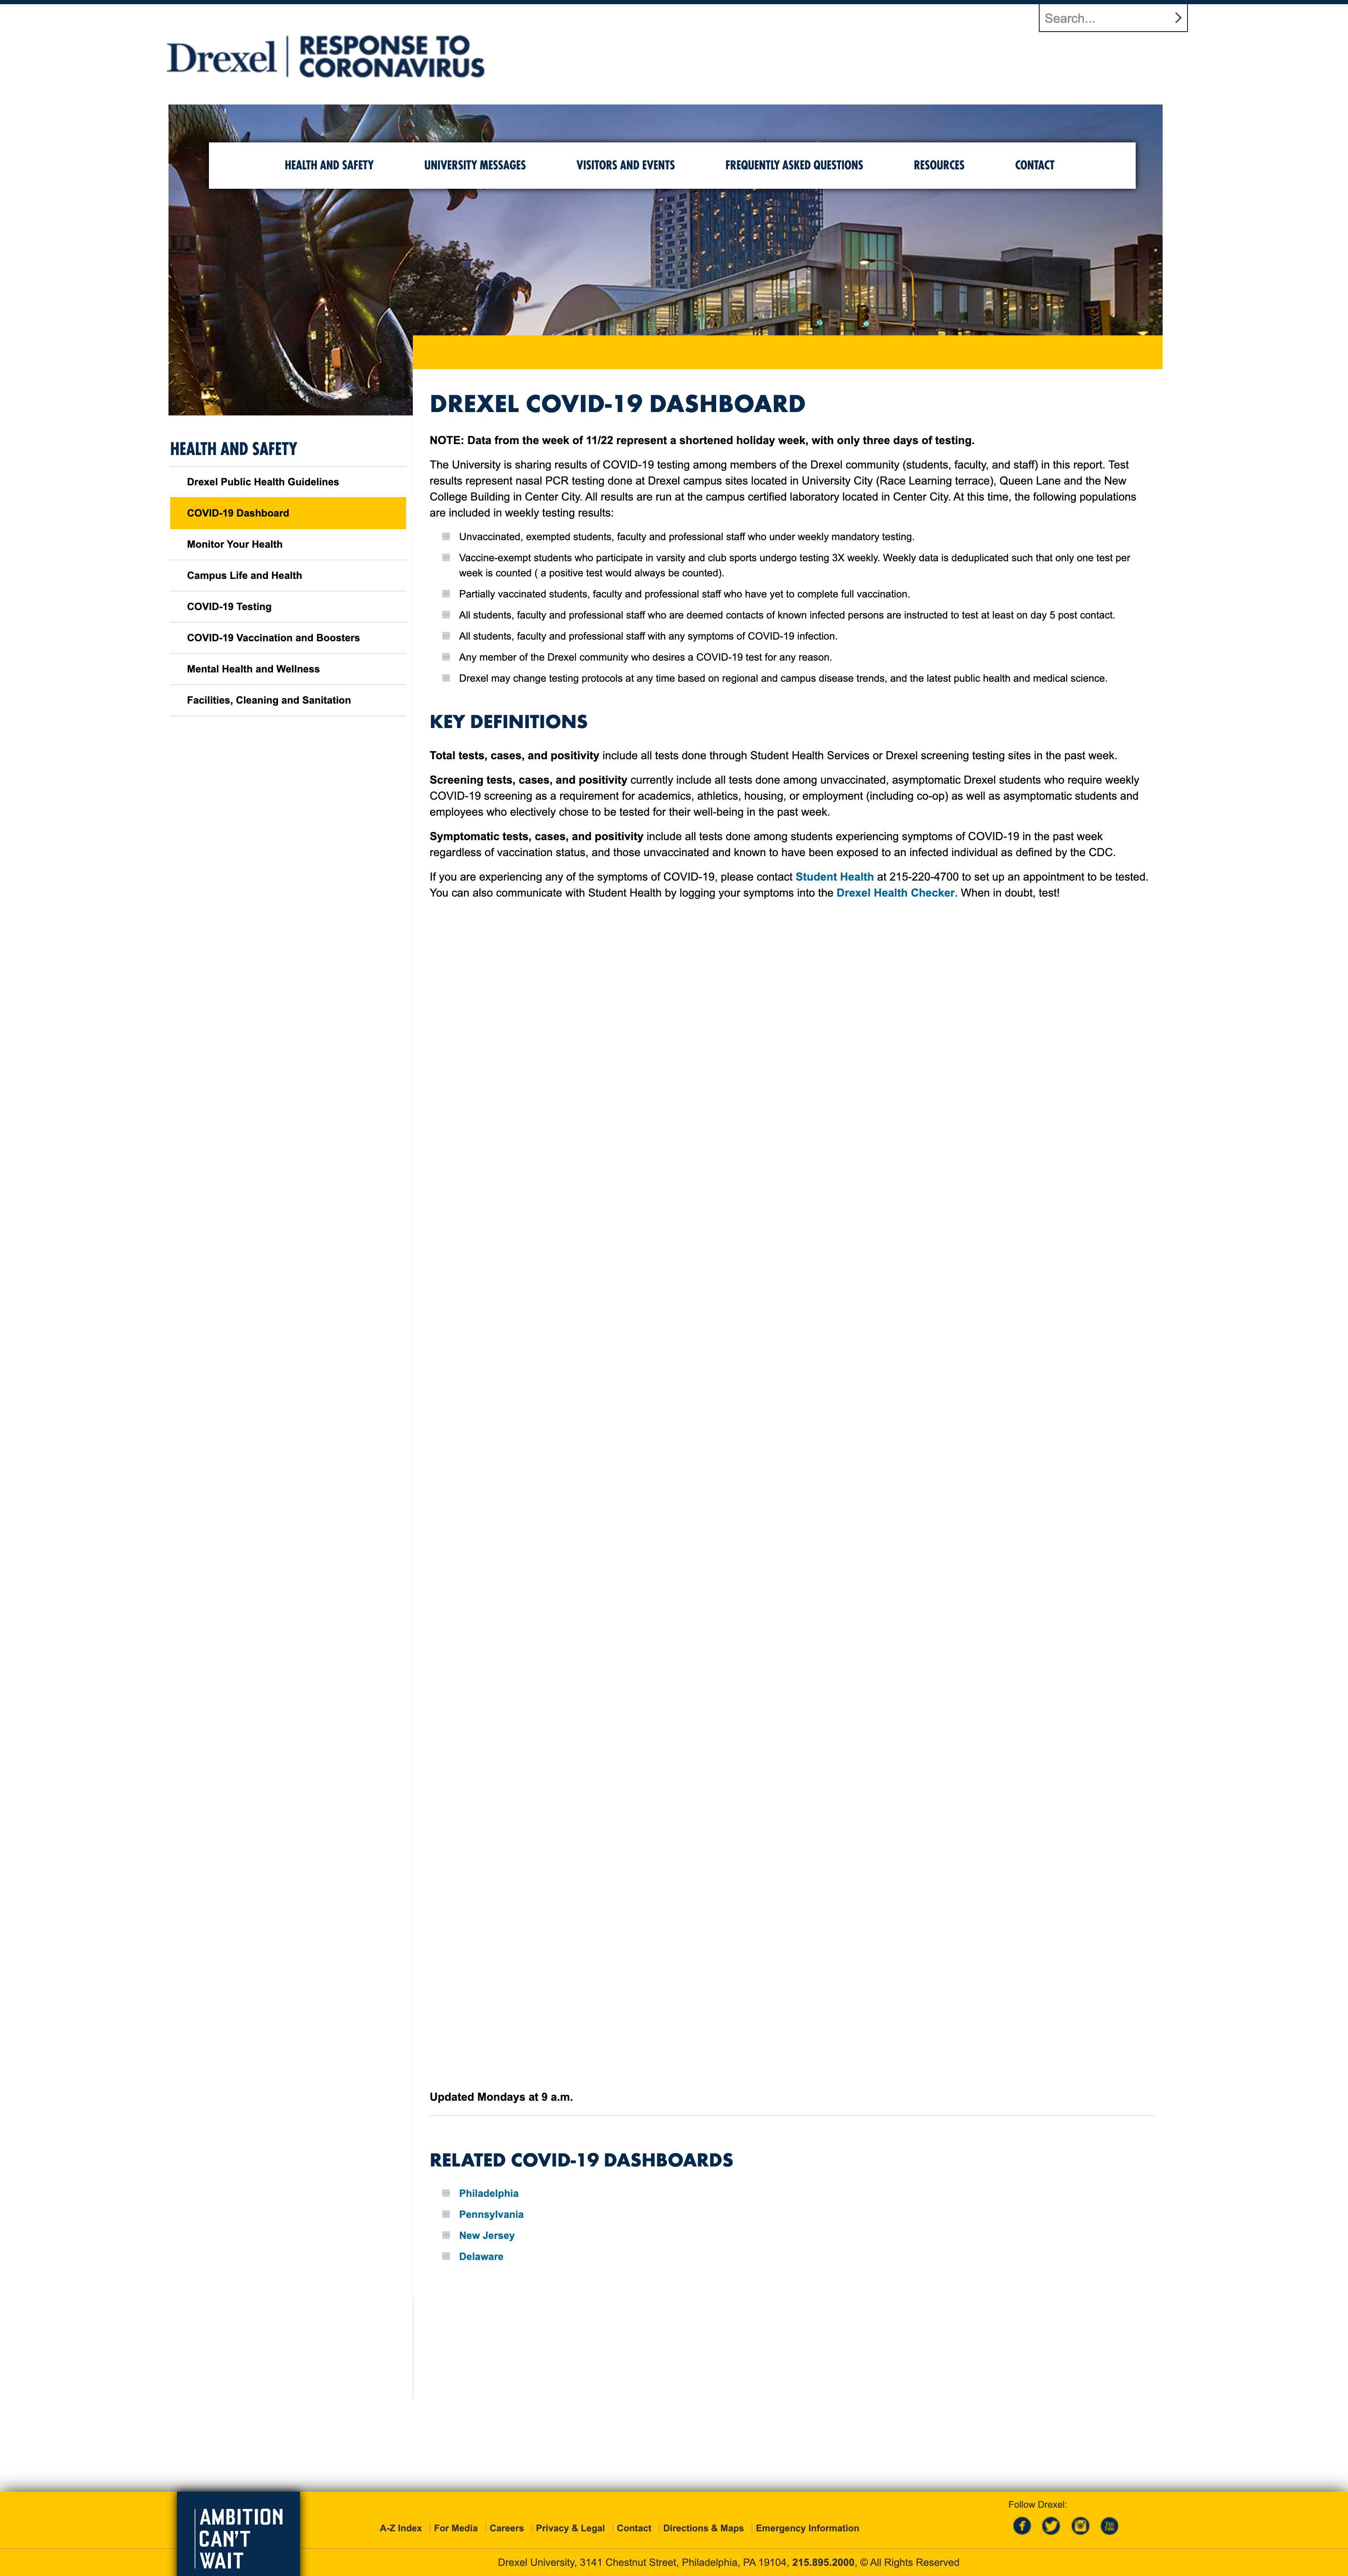 Search...
Drexel
RESPONSE TO
CORONAVIRUS
HEALTH AND SAFETY
UNIVERSITY MESSAGES
VISITORS AND EVENTS
FREQUENTLY ASKED QUESTIONS
RESOURCES
CONTACT
Drexel
HEALTH AND SAFETY
Drexel Public Health Guidelines
COVID-19 Dashboard
Monitor Your Health
Campus Life and Health
COVID-19 Testing
COVID-19 Vaccination and Boosters
Mental Health and Wellness
Facilities, Cleaning and Sanitation
DREXEL COVID-19 DASHBOARD
NOTE: Data from the week of 11/22 represent a shortened holiday week, with only three days of testing.
The University is sharing results of COVID-19 testing among members of the Drexel community (students, faculty, and staff) in this report. Test
results represent nasal PCR testing done at Drexel campus sites located in University City (Race Learning terrace), Queen Lane and the New
College Building in Center City. All results are run at the campus certified laboratory located in Center City. At this time, the following populations
are included in weekly testing results:
Unvaccinated, exempted students, faculty and professional staff who under weekly mandatory testing.
Vaccine-exempt students who participate in varsity and club sports undergo testing 3X weekly. Weekly data is deduplicated such that only one test per
week is counted ( a positive test would always be counted).
Partially vaccinated students, faculty and professional staff who have yet to complete full vaccination.
All students, faculty and professional staff who are deemed contacts of known infected persons are instructed to test at least on day 5 post contact.
All students, faculty and professional staff with any symptoms of COVID-19 infection.
Any member of the Drexel community who desires a COVID-19 test for any reason.
Drexel may change testing protocols at any time based on regional and campus disease trends, and the latest public health and medical science.
KEY DEFINITIONS
Total tests, cases, and positivity include all tests done through Student Health Services or Drexel screening testing sites in the past week.
Screening tests, cases, and positivity currently include all tests done among unvaccinated, asymptomatic Drexel students who require weekly
COVID-19 screening as a requirement for academics, athletics, housing, or employment (including co-op) as well as asymptomatic students and
employees who electively chose to be tested for their well-being in the past week.
Symptomatic tests, cases, and positivity include all tests done among students experiencing symptoms of COVID-19 in the past week
regardless of vaccination status, and those unvaccinated and known to have been exposed to an infected individual as defined by the CDC.
If you are experiencing any of the symptoms of COVID-19, please contact Student Health at 215-220-4700 to set up an appointment to be tested.
You can also communicate with Student Health by logging your symptoms into the Drexel Health Checker. When in doubt, test!
Updated Mondays at 9 a.m.
RELATED COVID-19 DASHBOARDS
Philadelphia
Pennsylvania
New Jersey
Delaware
AMBITION
CAN'T
WAIT
A-Z Index
For Media
Careers
Privacy & Legal
Contact
Directions & Maps
Emergency Information
Follow Drexel:
Drexel University, 3141 Chestnut Street, Philadelphia, PA 19104, 215.895.2000, © All Rights Reserved